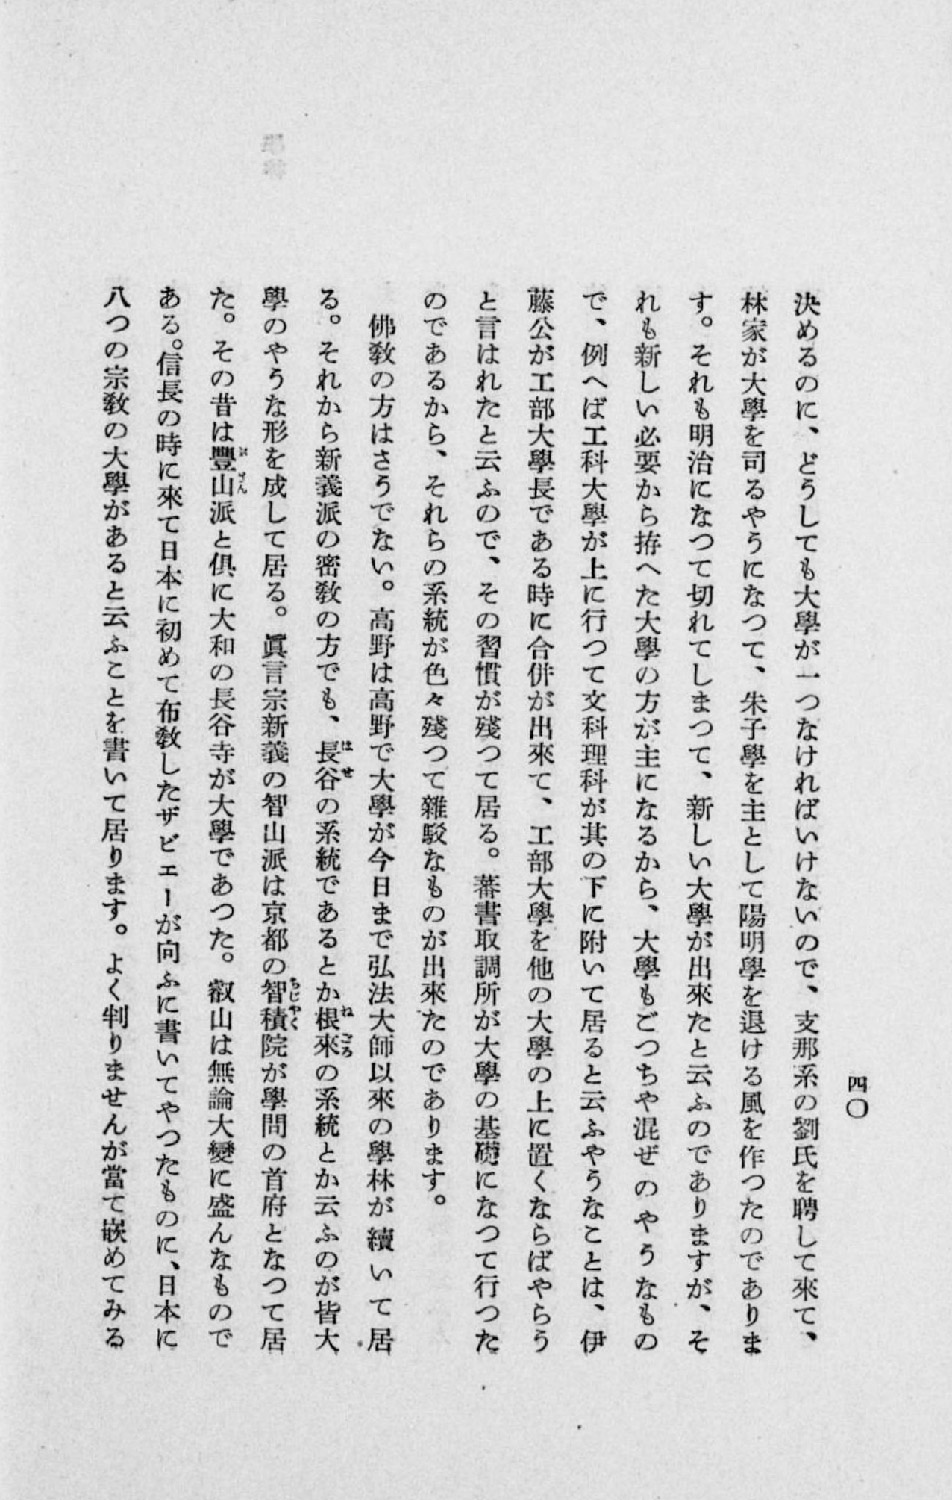 四〇
決めるのに、どうしても大學が一つなければいけないので、支那系の劉氏を聘して來て、
林家が大學を司るやうになつて、朱子學を主として陽明學を退ける風を作つたのでありま
す。それも明治になつて切れてしまつて、新しい大學が出來たと云ふのでありますが、そ
れも新しい必要から拵へた大學の方が主になるから、大學もごつちや混ぜのやうなもの
で、例へば工科大學が上に行つて文科理科が其の下に附いて居ると云ふやうなことは、伊
藤公が工部大學長である時に合併が出來て、工部大學を他の大學の上に置くならばやらう
と言はれたと云ふので、その習慣が殘つて居る。蕃書取調所が大學の基礎になつて行つた
のであるから、それらの系統が色々殘つて雜駁なものが出來たのであります。
佛教の方はさうでない。高野は高野で大學が今日まで弘法大師以來の學林が續いて居
る。それから新義派の密教の方でも、長谷の系統であるとか根來の系統とか云ふのが皆大
學のやうな形を成して居る。眞言宗新義の智山派は京都の智積院が學問の首府となつて居
た。その昔は豐山派と倶に大和の長谷寺が大學であつた。叡山は無論大變に盛んなもので
ある。信長の時に來て日本に初めて布教したザビエーが向ふに書いてやつたものに、日本に
八つの宗教の大學があると云ふことを書いて居ります。よく判りませんが當て嵌めてみる